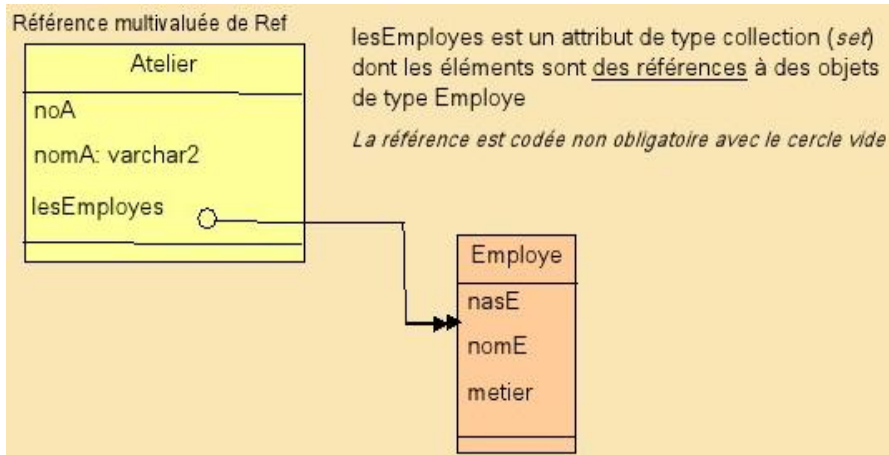 Référence multivaluée de Ref
Atelier
noA
nomA: varchar2
lesEmployes
lesEmployes est un attribut de type collection (set)
dont les éléments sont des références à des objets
de type Employe
La référence est codée non obligatoire avec le cercle vide
Employe
nasE
nomE
metier